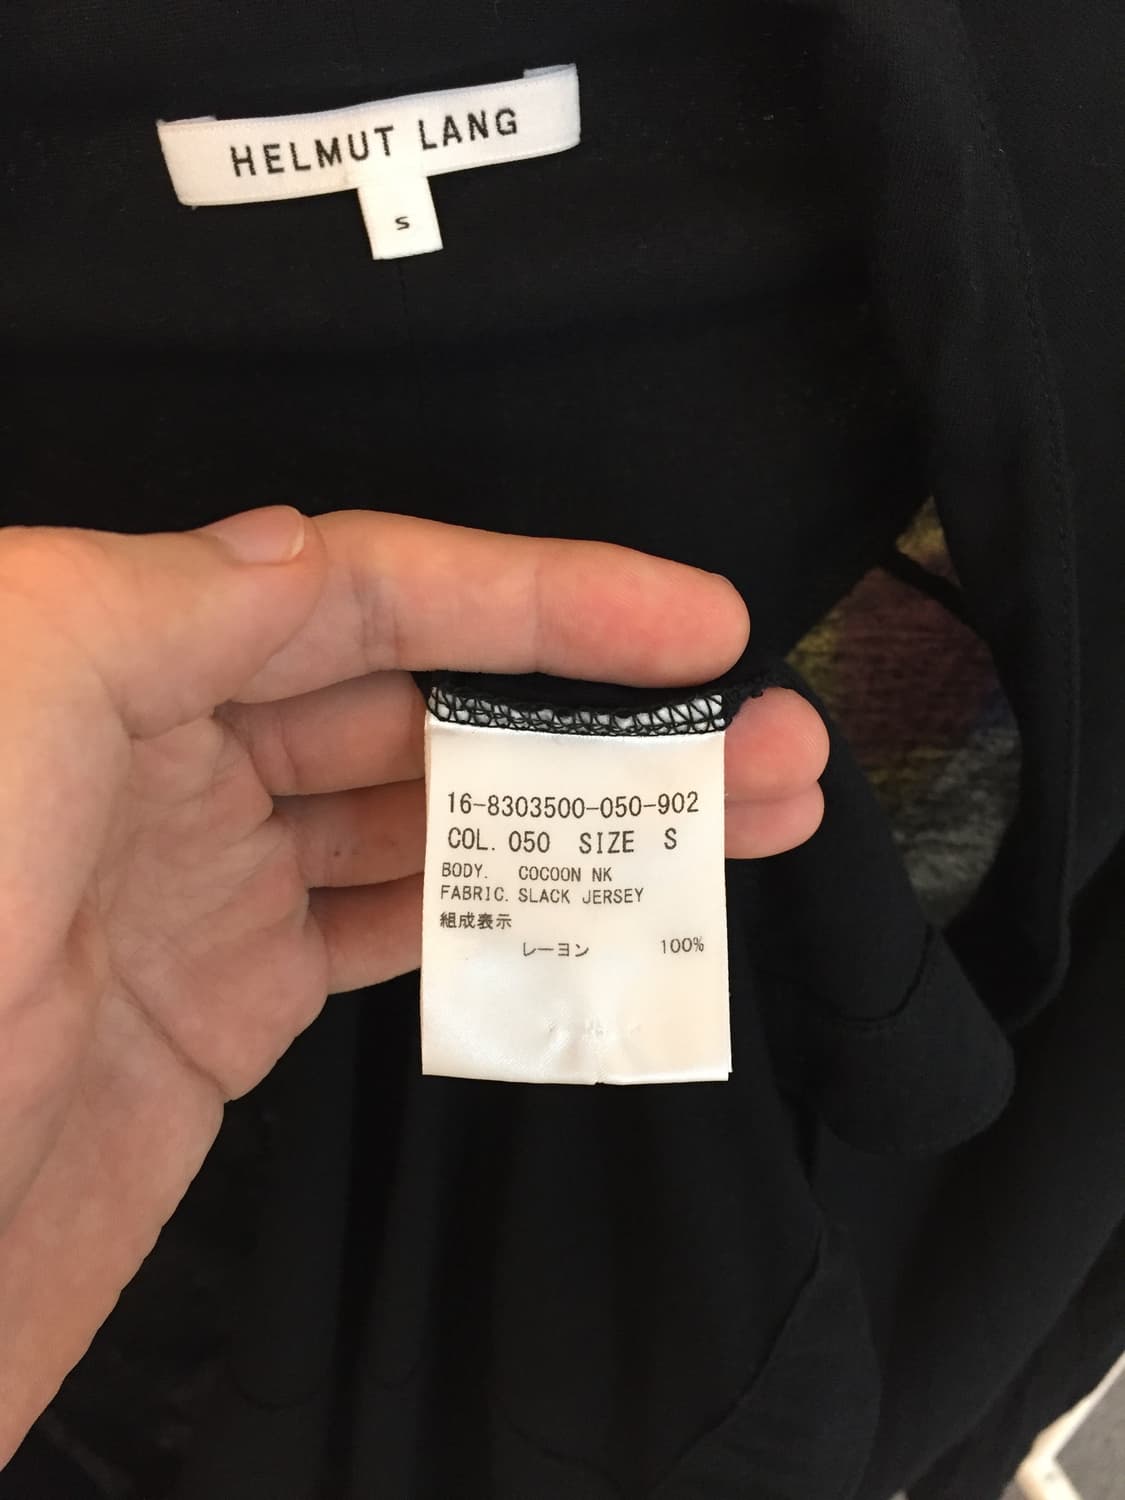 HELMUT LANG
S
16-8303500-050-902
COL. 050 SIZE S
BODY. COCOON NK
FABRIC. SLACK JERSEY
組成表示
レーヨン 100%